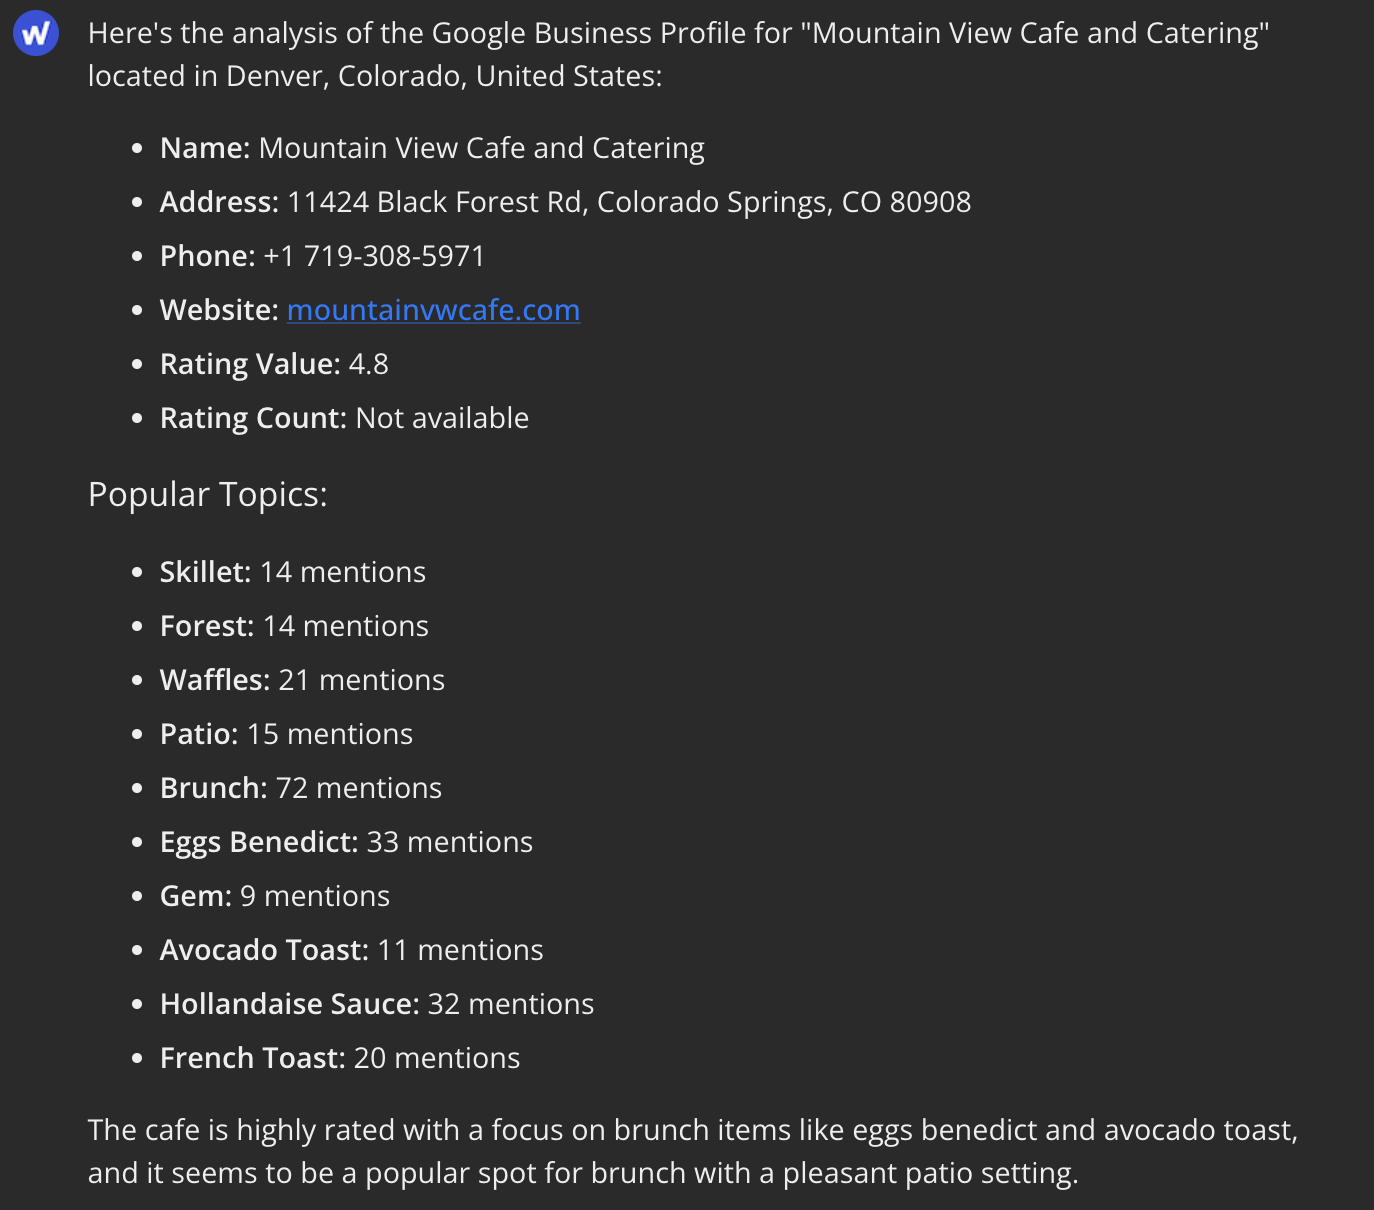 W
Here's the analysis of the Google Business Profile for "Mountain View Cafe and Catering"
located in Denver, Colorado, United States:
• Name: Mountain View Cafe and Catering
• Address: 11424 Black Forest Rd, Colorado Springs, CO 80908
• Phone: +1 719-308-5971
• Website: mountainvwcafe.com
• Rating Value: 4.8
• Rating Count: Not available
Popular Topics:
• Skillet: 14 mentions
• Forest: 14 mentions
• Waffles: 21 mentions
• Patio: 15 mentions
• Brunch: 72 mentions
• Eggs Benedict: 33 mentions
• Gem: 9 mentions
• Avocado Toast: 11 mentions
• Hollandaise Sauce: 32 mentions
• French Toast: 20 mentions
The cafe is highly rated with a focus on brunch items like eggs benedict and avocado toast,
and it seems to be a popular spot for brunch with a pleasant patio setting.